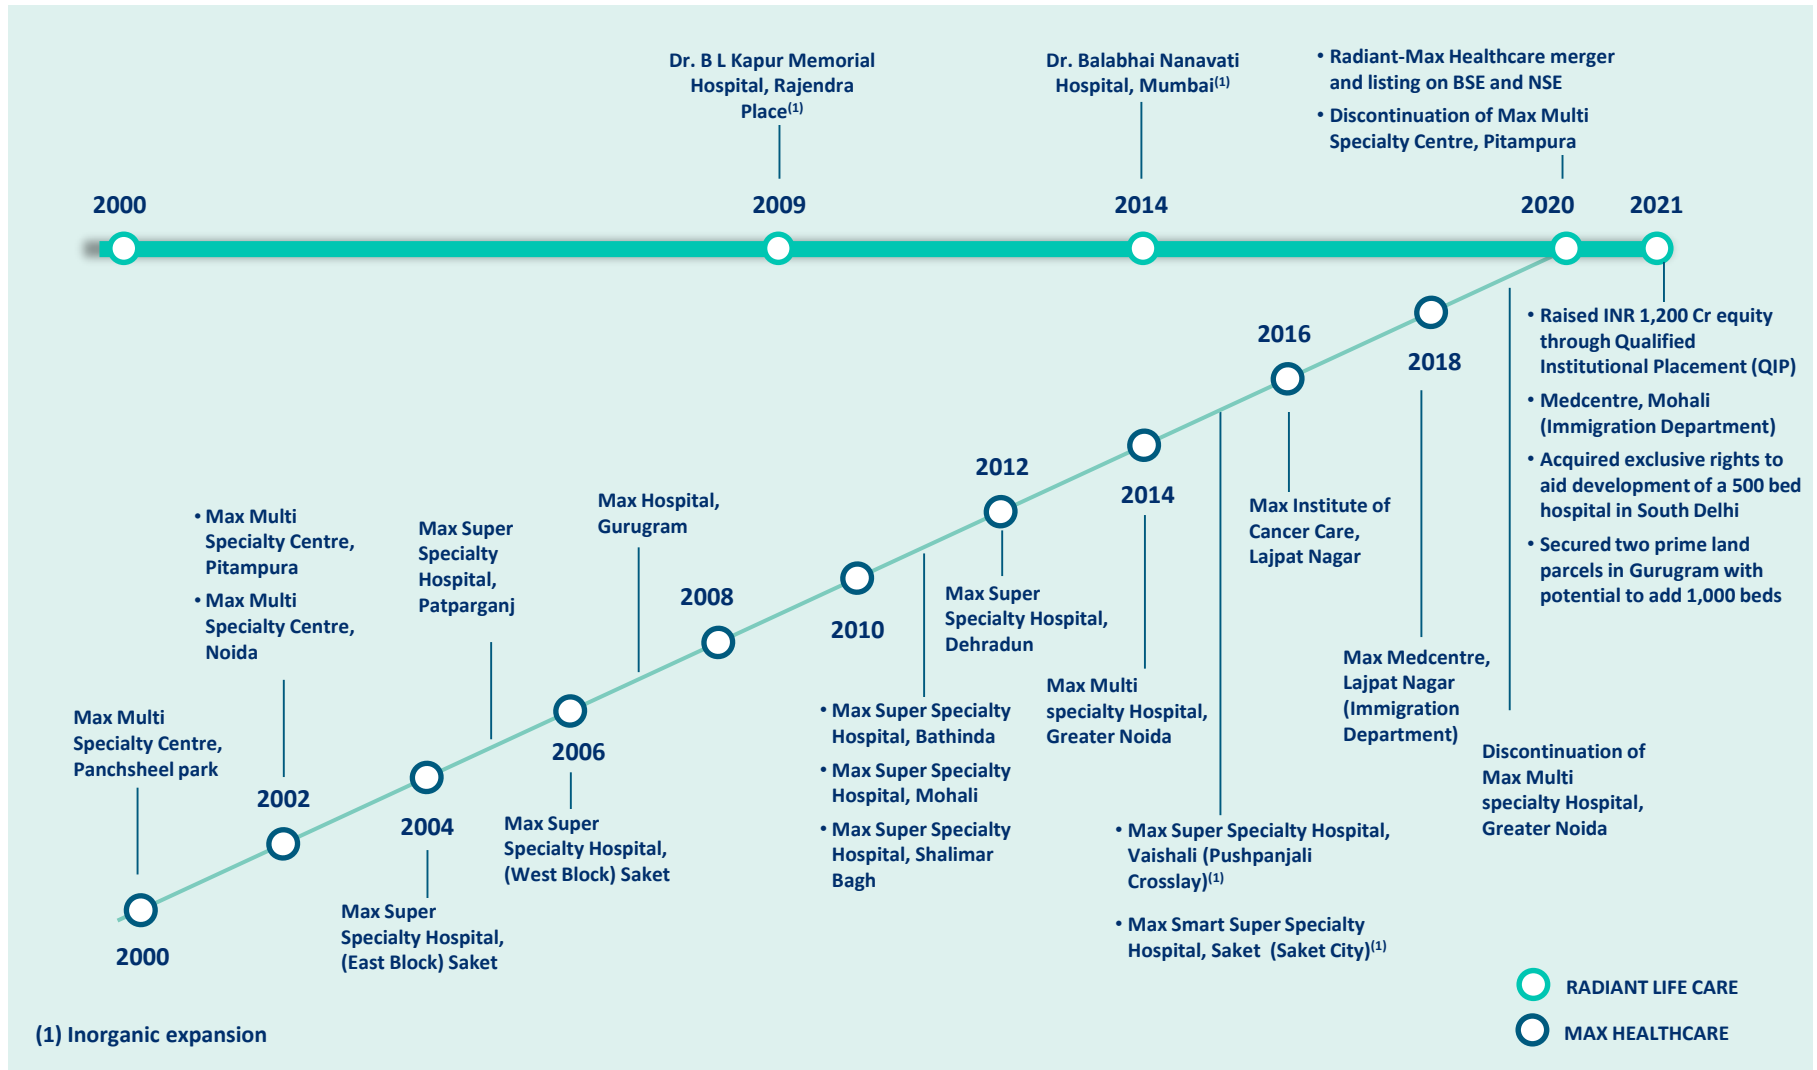 Dr. B L Kapur Memorial
Hospital, Rajendra
Place(1)
Dr. Balabhai Nanavati
Hospital, Mumbai(1)
• Radiant-Max Healthcare merger
and listing on BSE and NSE
• Discontinuation of Max Multi
Specialty Centre, Pitampura
2000
2009
2014
2020
2021
• Raised INR 1,200 Cr equity
through Qualified
Institutional Placement (QIP)
• Medcentre, Mohali
(Immigration Department)
• Acquired exclusive rights to
aid development of a 500 bed
hospital in South Delhi
• Secured two prime land
parcels in Gurugram with
potential to add 1,000 beds
Max Multi
Specialty Centre,
Panchsheel park
2000
• Max Multi
Specialty Centre,
Pitampura
• Max Multi
Specialty Centre,
Noida
2002
2004
Max Super
Specialty Hospital,
(East Block) Saket
Max Super
Specialty
Hospital,
Patparganj
2006
Max Super
Specialty Hospital,
(West Block) Saket
Max Hospital,
Gurugram
2008
2010
• Max Super Specialty
Hospital, Bathinda
• Max Super Specialty
Hospital, Mohali
• Max Super Specialty
Hospital, Shalimar
Bagh
2012
Max Super
Specialty Hospital,
Dehradun
2014
Max Multi
specialty Hospital,
Greater Noida
• Max Super Specialty Hospital,
Vaishali (Pushpanjali
Crosslay)(1)
• Max Smart Super Specialty
Hospital, Saket (Saket City)(1)
2016
Max Institute of
Cancer Care,
Lajpat Nagar
2018
Max Medcentre,
Lajpat Nagar
(Immigration
Department)
Discontinuation of
Max Multi
specialty Hospital,
Greater Noida
RADIANT LIFE CARE
MAX HEALTHCARE
(1) Inorganic expansion